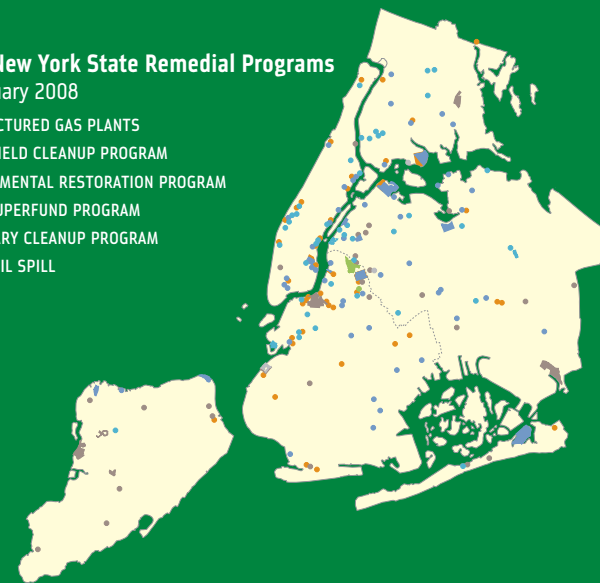 New York State Remedial Programs
uary 2008
CTURED GAS PLANTS
IELD CLEANUP PROGRAM
MENTAL RESTORATION PROGRAM
UPERFUND PROGRAM
RY CLEANUP PROGRAM
IL SPILL